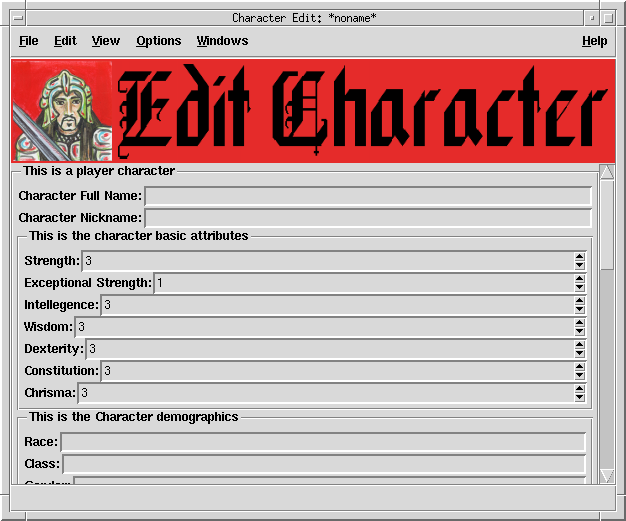 Character Edit: *noname*
File Edit View Options Windows Help
Edit Character
This is a player character
Character Full Name:
Character Nickname:
This is the character basic attributes
Strength: 3
Exceptional Strength: 1
Intellegence: 3
Wisdom: 3
Dexterity: 3
Constitution: 3
Chrisma: 3
This is the Character demographics
Race:
Class: